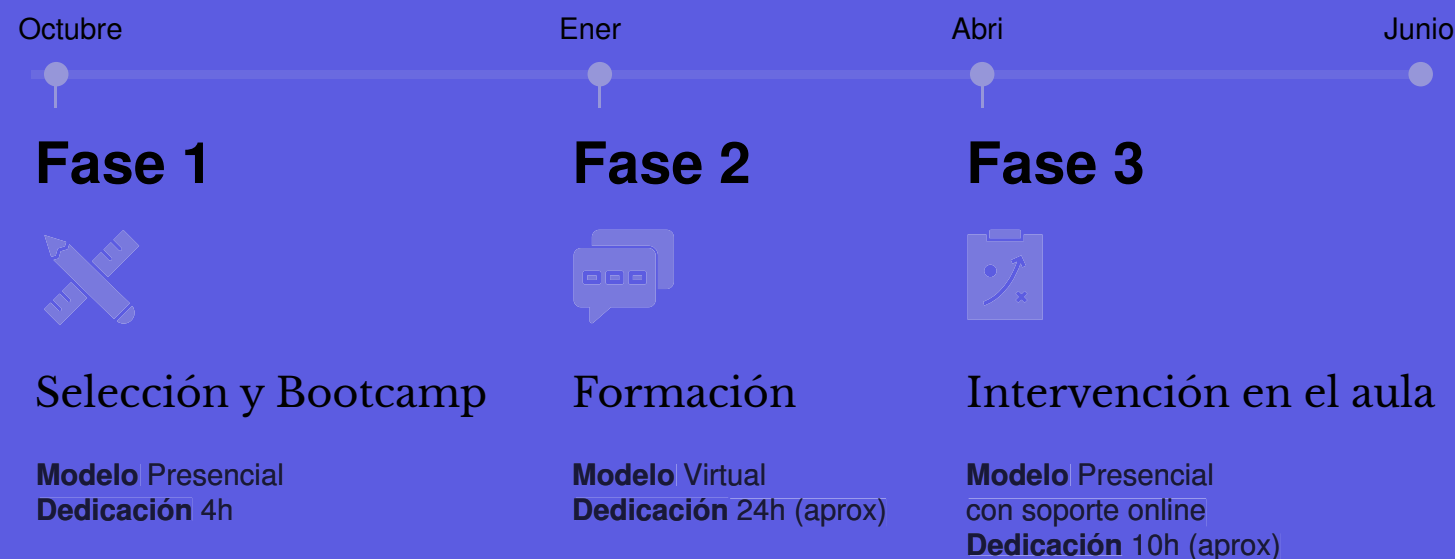 Octubre
Ener
Abri
Junio
Fase 1
Fase 2
Fase 3
Selección y Bootcamp
Formación
Intervención en el aula
Modelo Presencial
Dedicación 4h
Modelo Virtual
Dedicación 24h (aprox)
Modelo Presencial
con soporte online
Dedicación 10h (aprox)